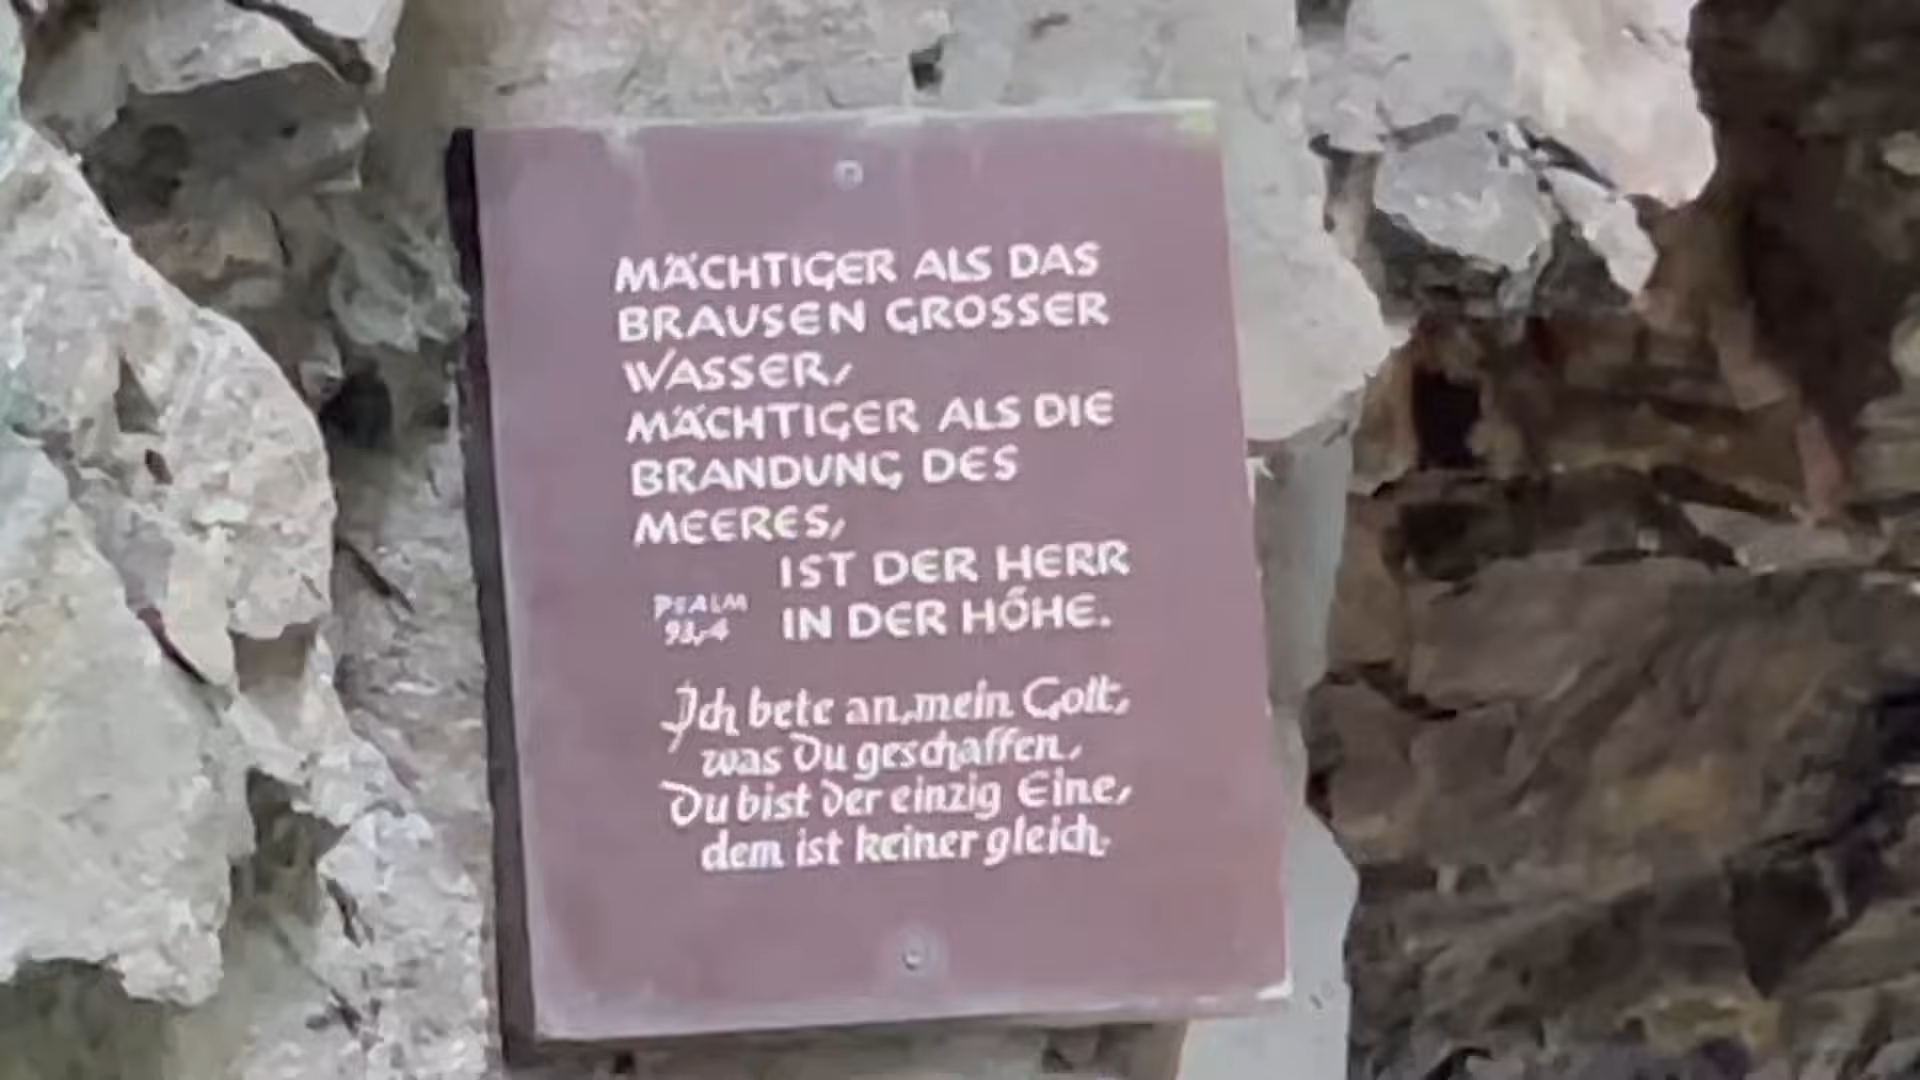 MÄCHTIGER ALS DAS
BRAUSEN GROSSER
WASSER,
MÄCHTIGER ALS DIE
BRANDUNG DES
MEERES,
IST DER HERR
IN DER HÖHE.
PSALM
93,4
Ich bete an, mein Gott,
was Du geschaffen,
Du bist der einzig Eine,
dem ist keiner gleich.